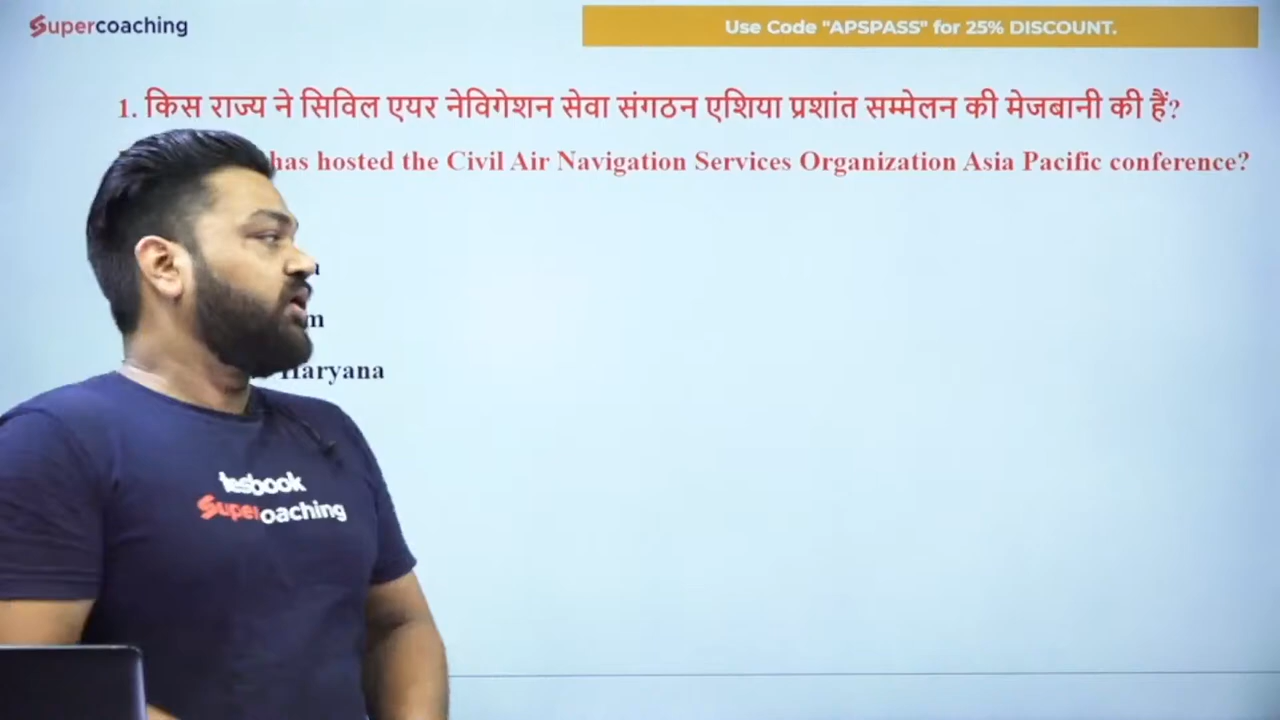 Supercoaching
Use Code "APSPASS" for 25% DISCOUNT.
1. किस राज्य ने सिविल एयर नेविगेशन सेवा संगठन एशिया प्रशांत सम्मेलन की मेजबानी की हैं?
has hosted the Civil Air Navigation Services Organization Asia Pacific conference?
Haryana
tesbook
Supercoaching